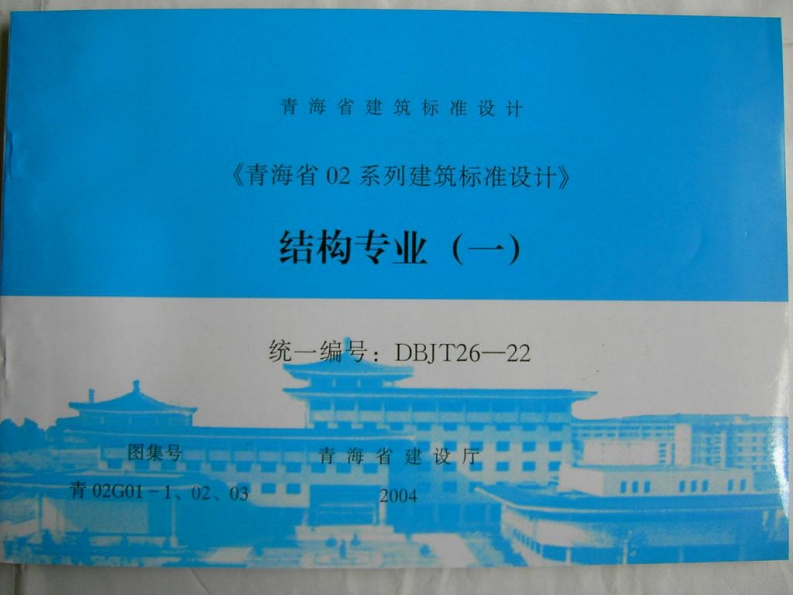 青海省建筑标准设计
《青海省02系列建筑标准设计》
结构专业（一）
统一编号：DBJT26—22
图集号
青02G01－1、02、03
青海省建设厅
2004